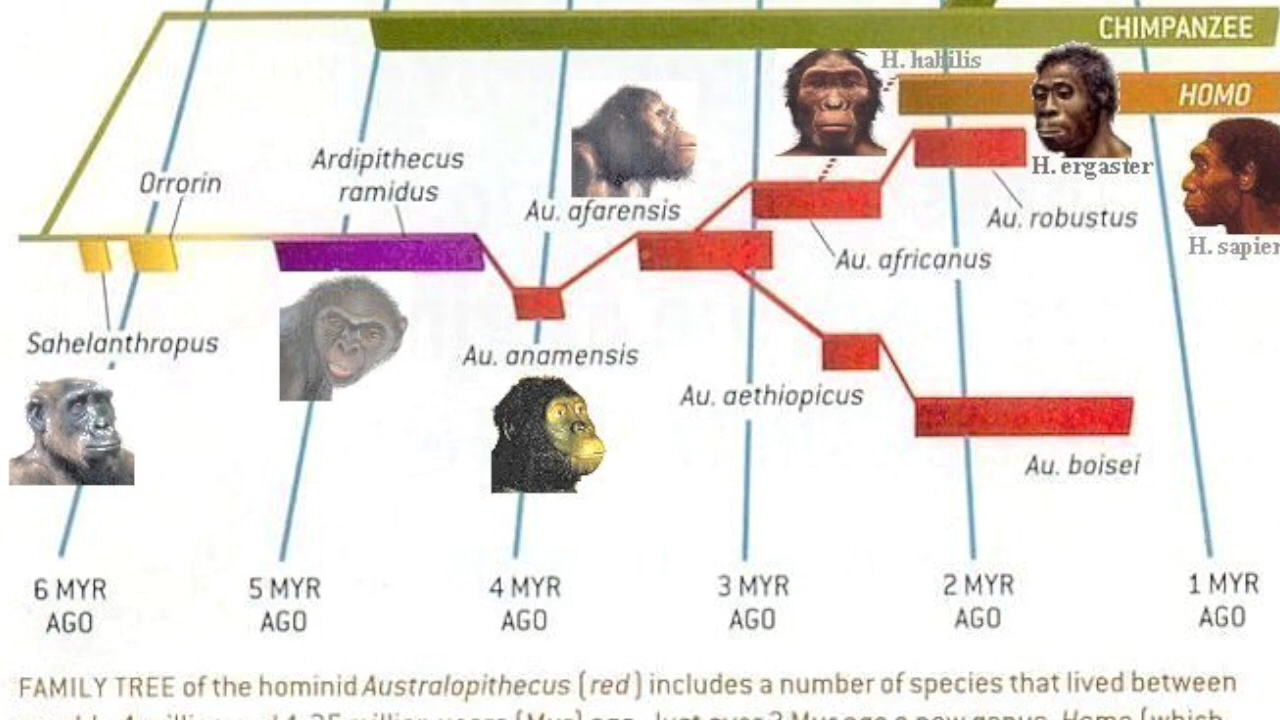 CHIMPANZEE
H. habilis
HOMO
Ardipithecus
ramidus
Orrorin
H. ergaster
Au. afarensis
Au. robustus
H. sapien
Au. africanus
Sahelanthropus
Au. anamensis
Au. aethiopicus
Au. boisei
6 MYR
AGO
5 MYR
AGO
4 MYR
AGO
3 MYR
AGO
2 MYR
AGO
1 MYR
AGO
FAMILY TREE of the hominid Australopithecus (red) includes a number of species that lived between